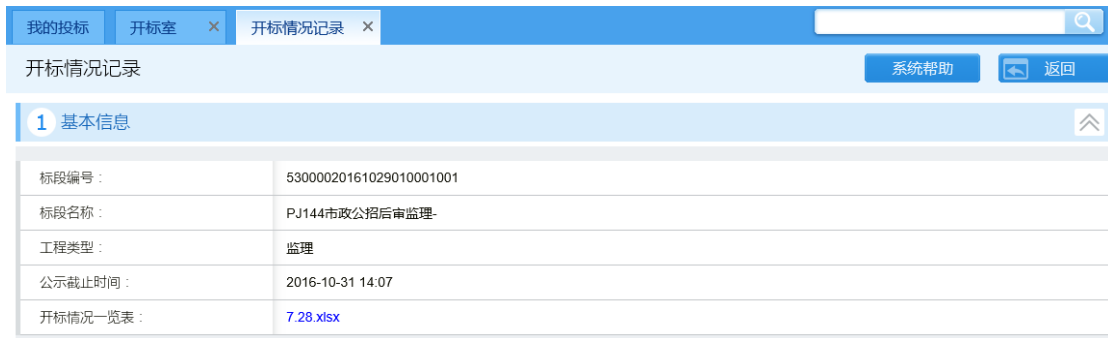 我的投标 开标室 × 开标情况记录 ×
开标情况记录 系统帮助 返回
1 基本信息
标段编号： 53000020161029010001001
标段名称： PJ144市政公招后审监理-
工程类型： 监理
公示截止时间： 2016-10-31 14:07
开标情况一览表： 7.28.xlsx